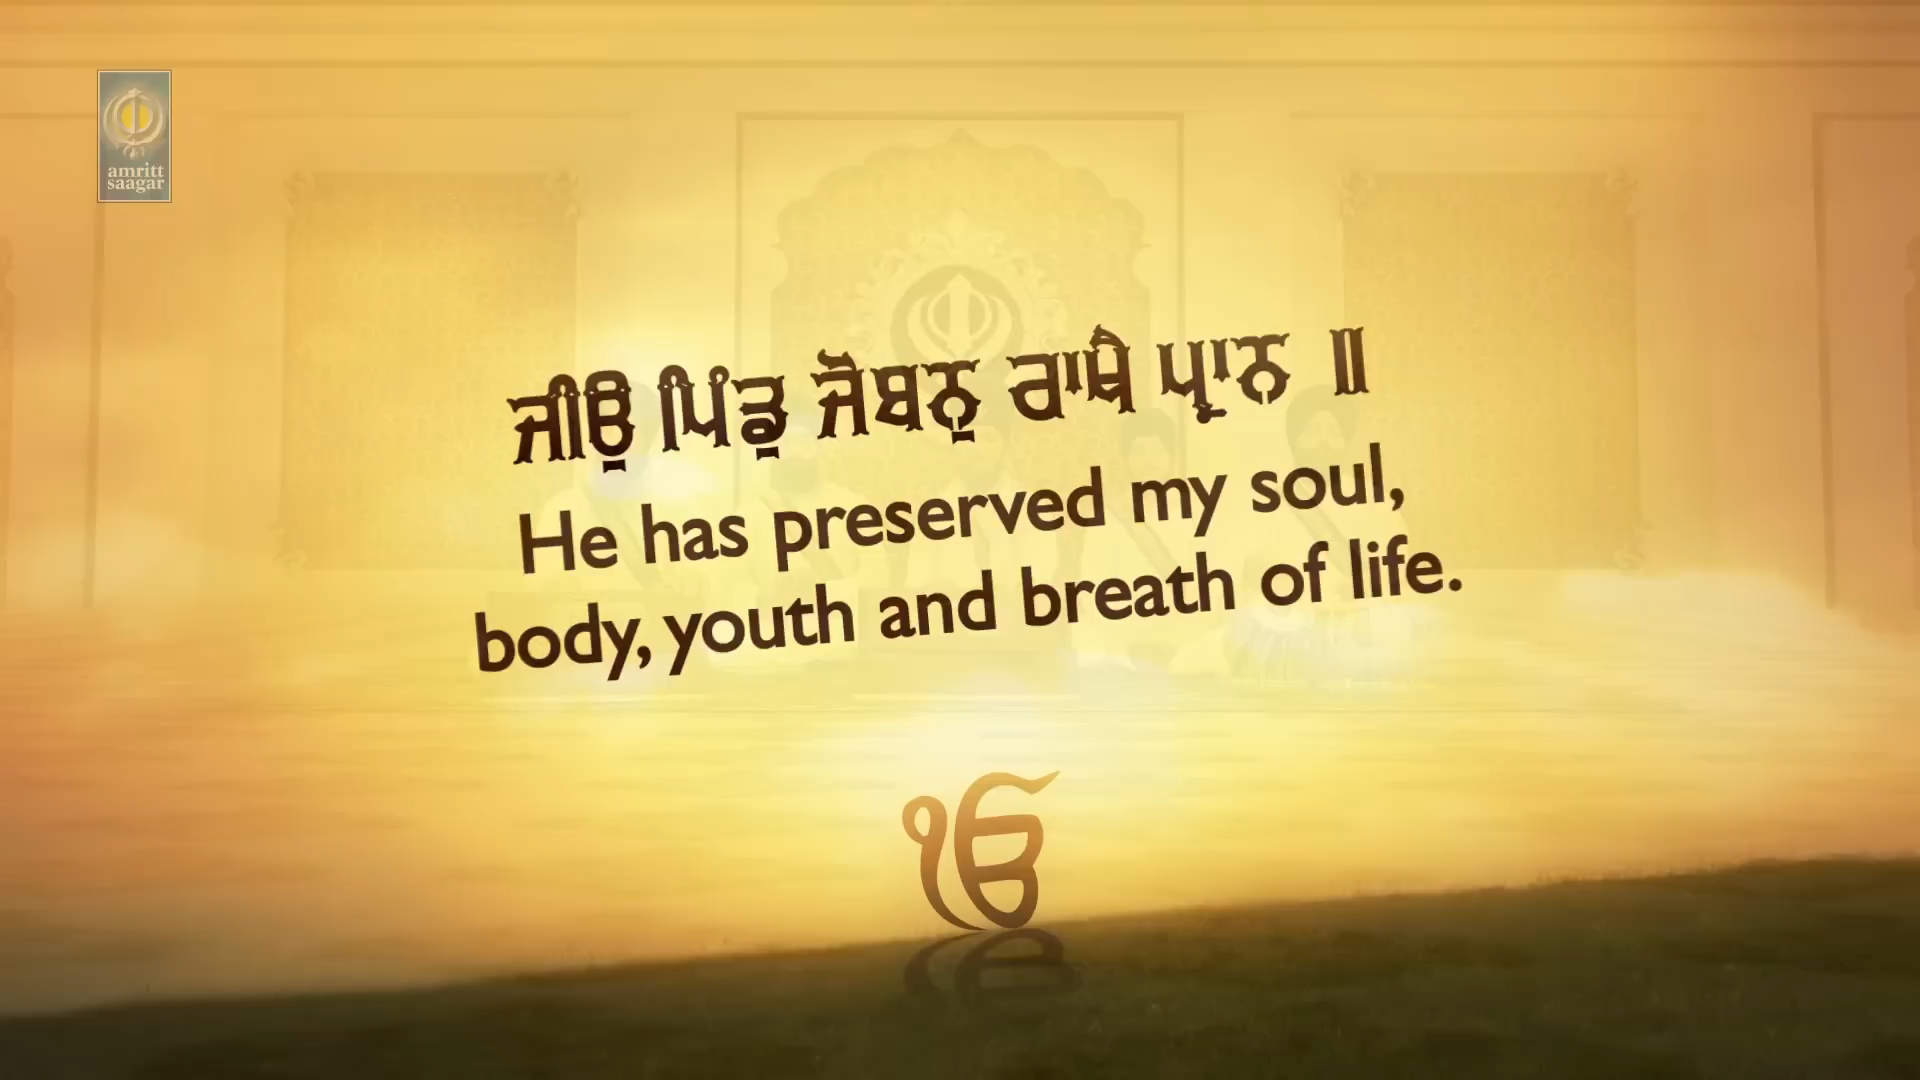 amritt
saagar
ਜੀਉ ਪਿੰਡੁ ਜੋਬਨੁ ਰਾਖੈ ਪ੍ਰਾਨ ॥
He has preserved my soul,
body, youth and breath of life.
ੴ